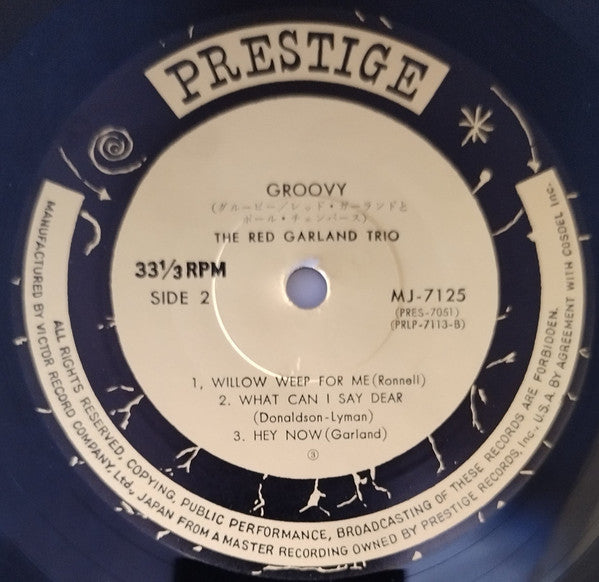 PRESTIGE
GROOVY
(グルービー/レッド・ガーランドと
ポール・チェンバース)
THE RED GARLAND TRIO
33⅓ RPM
SIDE 2
MJ-7125
(PRES-7051)
(PRLP-7113-B)
1, WILLOW WEEP FOR ME (Ronnell)
2. WHAT CAN I SAY DEAR
(Donaldson-Lyman)
3. HEY NOW (Garland)
③
ALL RIGHTS RESERVED, COPYING, PUBLIC PERFORMANCE, BROADCASTING OF THESE RECORDS ARE FORBIDDEN.
MANUFACTURED BY VICTOR RECORD COMPANY, Ltd., JAPAN FROM A MASTER RECORDING OWNED BY PRESTIGE RECORDS, Inc., U.S.A. BY AGREEMENT WITH COSDEL Inc.